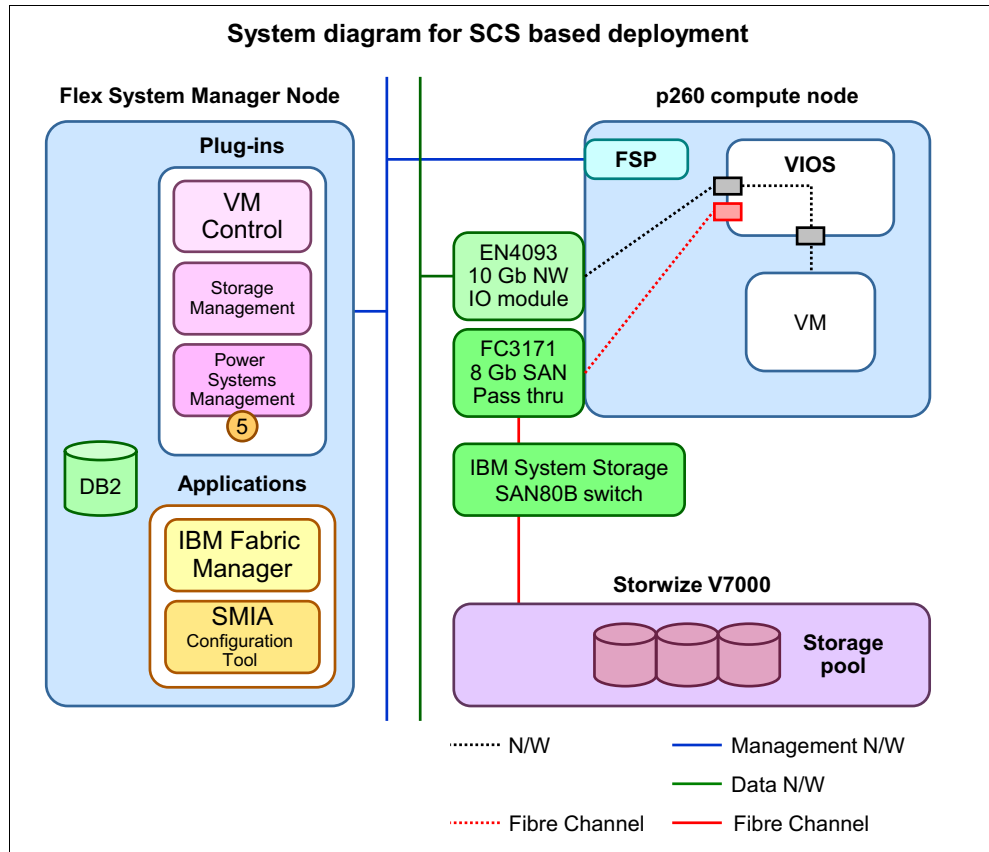 System diagram for SCS based deployment
Flex System Manager Node
Plug-ins
VM
Control
Storage
Management
Power
Systems
Management
5
DB2
Applications
IBM Fabric
Manager
SMIA
Configuration
Tool
p260 compute node
FSP
VIOS
VM
EN4093
10 Gb NW
IO module
FC3171
8 Gb SAN
Pass thru
IBM System Storage
SAN80B switch
Storwize V7000
Storage
pool
N/W
Management N/W
Data N/W
Fibre Channel
Fibre Channel